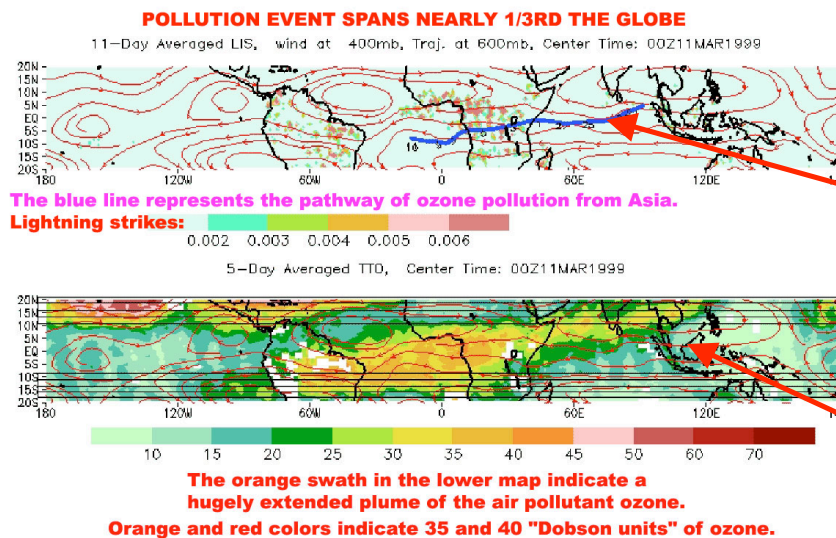 POLLUTION EVENT SPANS NEARLY 1/3RD THE GLOBE
11-Day Averaged LIS, wind at 400mb, Traj. at 600mb, Center Time: 00Z11MAR1999
20N
15N
10N
5N
EQ
5S
10S
15S
20S
10
180 120W 60W 0 60E 120E 180
The blue line represents the pathway of ozone pollution from Asia.
Lightning strikes:
0.002 0.003 0.004 0.005 0.006
5-Day Averaged TTO, Center Time: 00Z11MAR1999
20N
15N
10N
5N
EQ
5S
10S
15S
20S
180 120W 60W 0 60E 120E 180
10 15 20 25 30 35 40 45 50 60 70
The orange swath in the lower map indicate a
hugely extended plume of the air pollutant ozone.
Orange and red colors indicate 35 and 40 "Dobson units" of ozone.